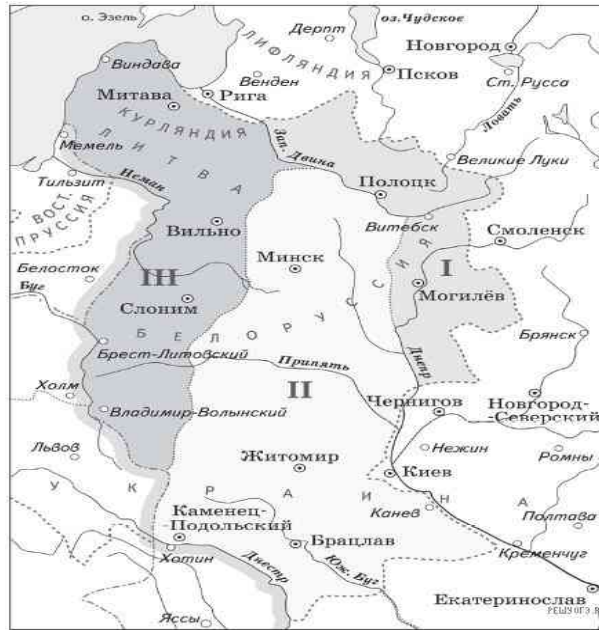 о. Эзель
оз. Чудское
Дерпт
Новгород
ЛИФЛЯНДИЯ
Виндава
Венден
Псков
Ст. Русса
Митава
Рига
КУРЛЯНДИЯ
Ловать
Зап. Двина
ЛИТВА
Мемель
Великие Луки
Тильзит
Неман
Полоцк
ВОСТ.
ПРУССИЯ
Витебск
Смоленск
Вильно
Минск
I
Белосток
III
Могилёв
Буг
Слоним
БЕЛОРУССИЯ
Брянск
Брест-Литовский
Припять
Днепр
Холм
II
Владимир-Волынский
Чернигов
Новгород-
-Северский
Львов
Житомир
Нежин
Ромны
Киев
УКРАИНА
Каменец-
-Подольский
Канев
Полтава
Брацлав
Хотин
Днестр
Юж. Буг
Кременчуг
Екатеринослав
Яссы